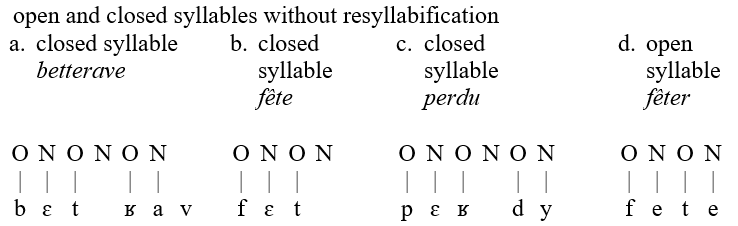 open and closed syllables without resyllabification
a. closed syllable b. closed c. closed d. open
betterave syllable syllable syllable
fête perdu fêter
O N O N O N O N O N O N O N O N O N O N
| | | | | | | | | | | | | | | | |
b ɛ t ʁ a v f ɛ t p ɛ ʁ d y f e t e